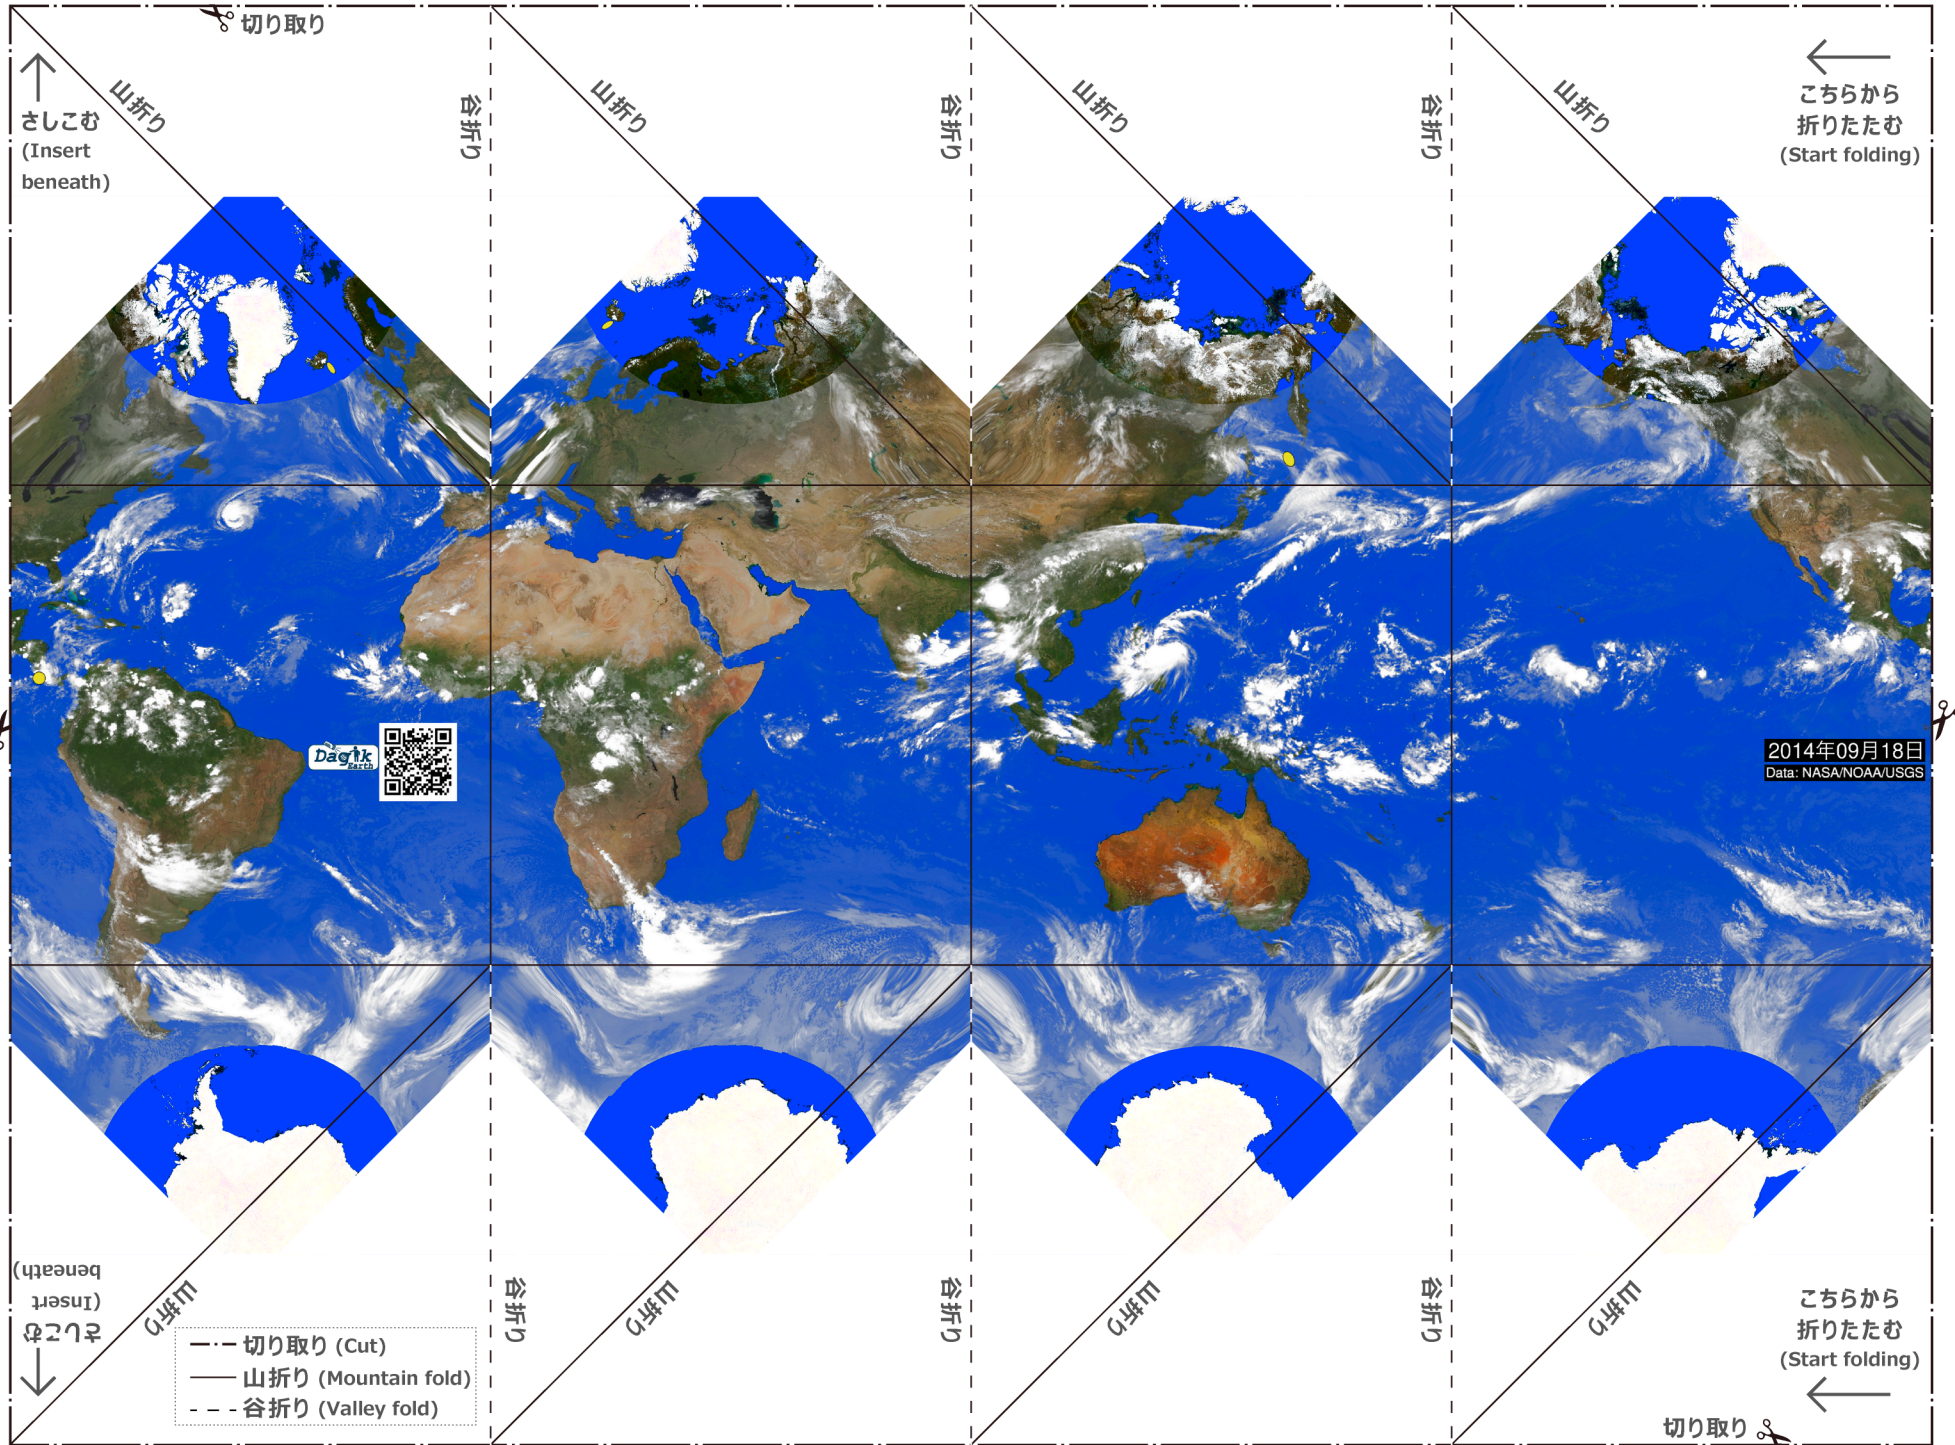 切り取り
さしこむ
(Insert
beneath)
山折り
谷折り
山折り
谷折り
山折り
谷折り
山折り
こちらから
折りたたむ
(Start folding)
Dagik
Earth
2014年09月18日
Data: NASA/NOAA/USGS
さしこむ
(Insert
beneath)
山折り
谷折り
山折り
谷折り
山折り
谷折り
山折り
こちらから
折りたたむ
(Start folding)
切り取り (Cut)
山折り (Mountain fold)
谷折り (Valley fold)
切り取り